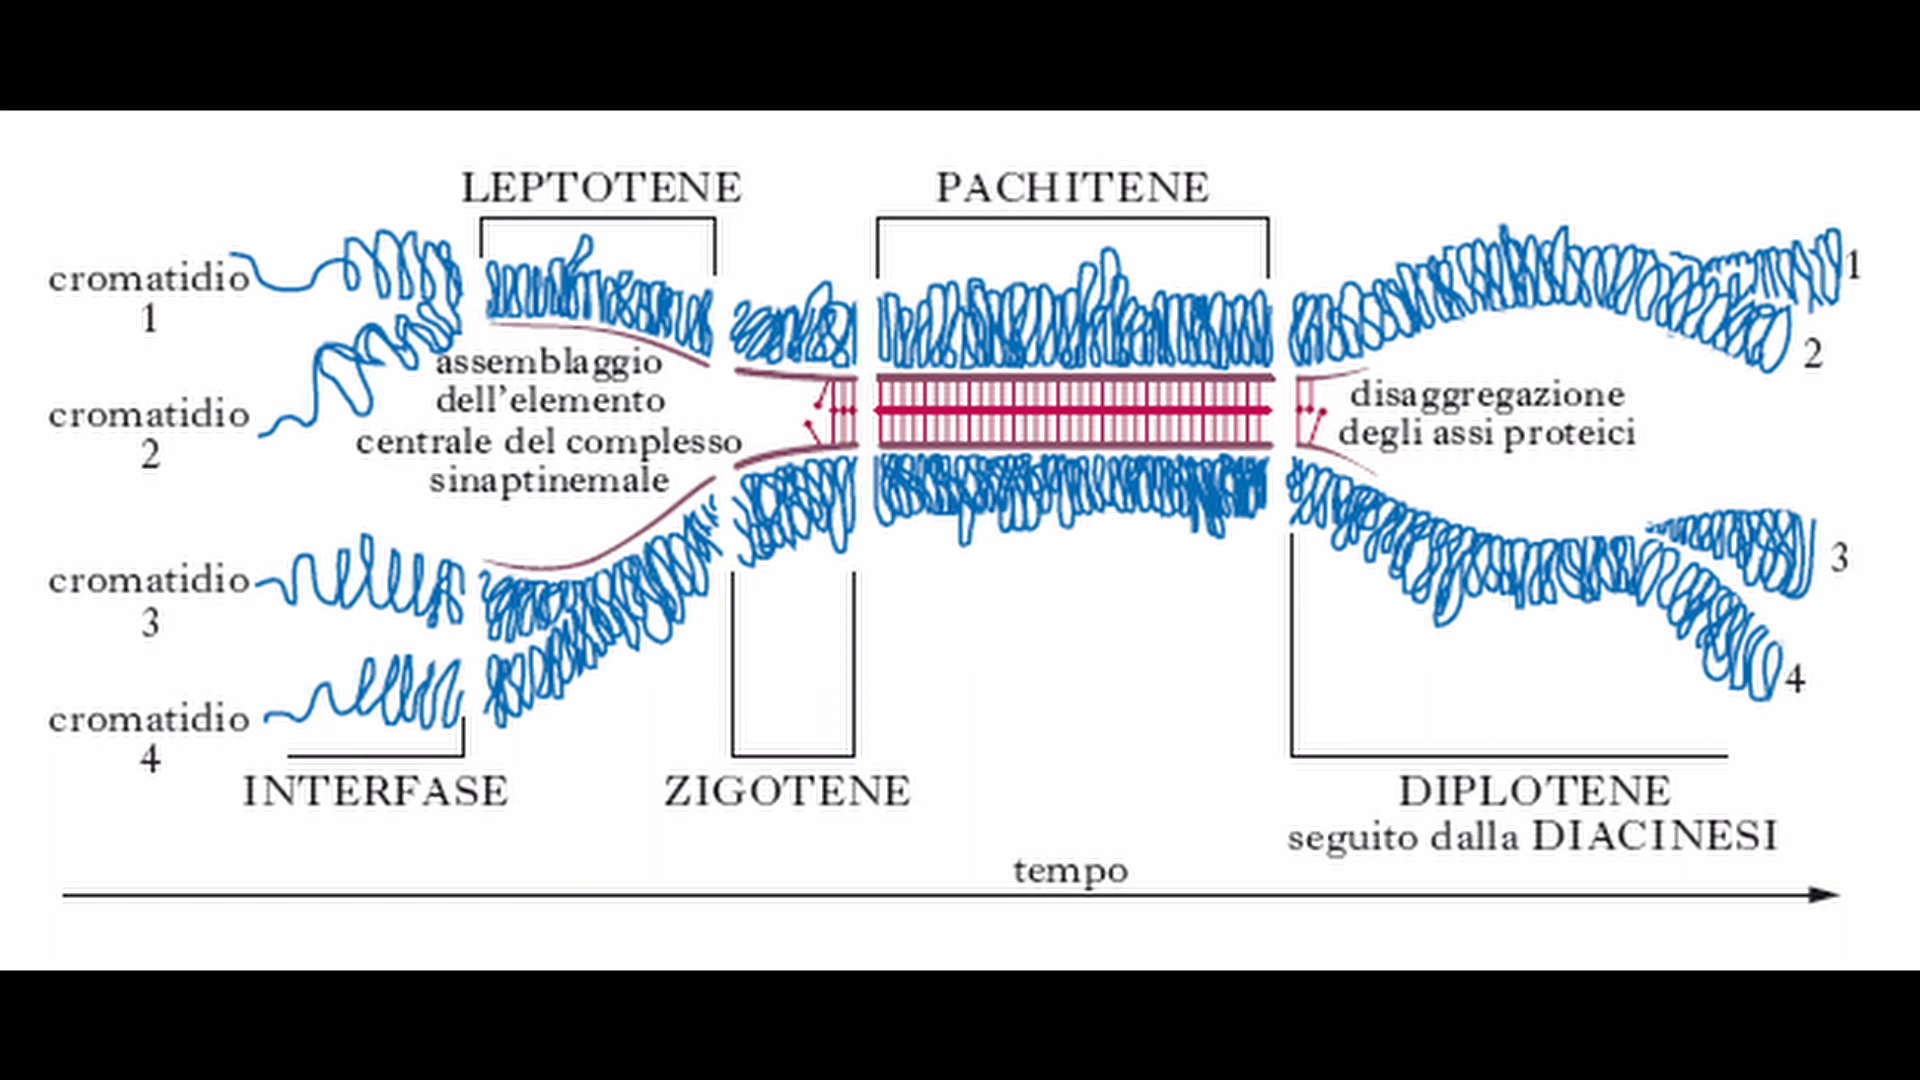 LEPTOTENE
PACHITENE
cromatidio
1
cromatidio
2
assemblaggio
dell'elemento
centrale del complesso
sinaptinemale
disaggregazione
degli assi proteici
1
2
cromatidio
3
cromatidio
4
3
4
INTERFASE
ZIGOTENE
DIPLOTENE
seguito dalla DIACINESI
tempo